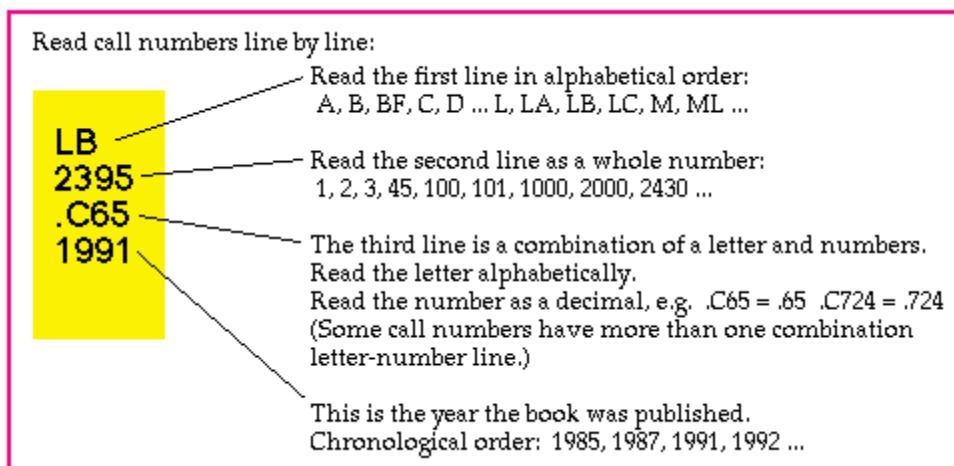 Read call numbers line by line:
LB
2395
.C65
1991
Read the first line in alphabetical order:
A, B, BF, C, D ... L, LA, LB, LC, M, ML ...
Read the second line as a whole number:
1, 2, 3, 45, 100, 101, 1000, 2000, 2430 ...
The third line is a combination of a letter and numbers.
Read the letter alphabetically.
Read the number as a decimal, e.g. .C65 = .65 .C724 = .724
(Some call numbers have more than one combination
letter-number line.)
This is the year the book was published.
Chronological order: 1985, 1987, 1991, 1992 ...